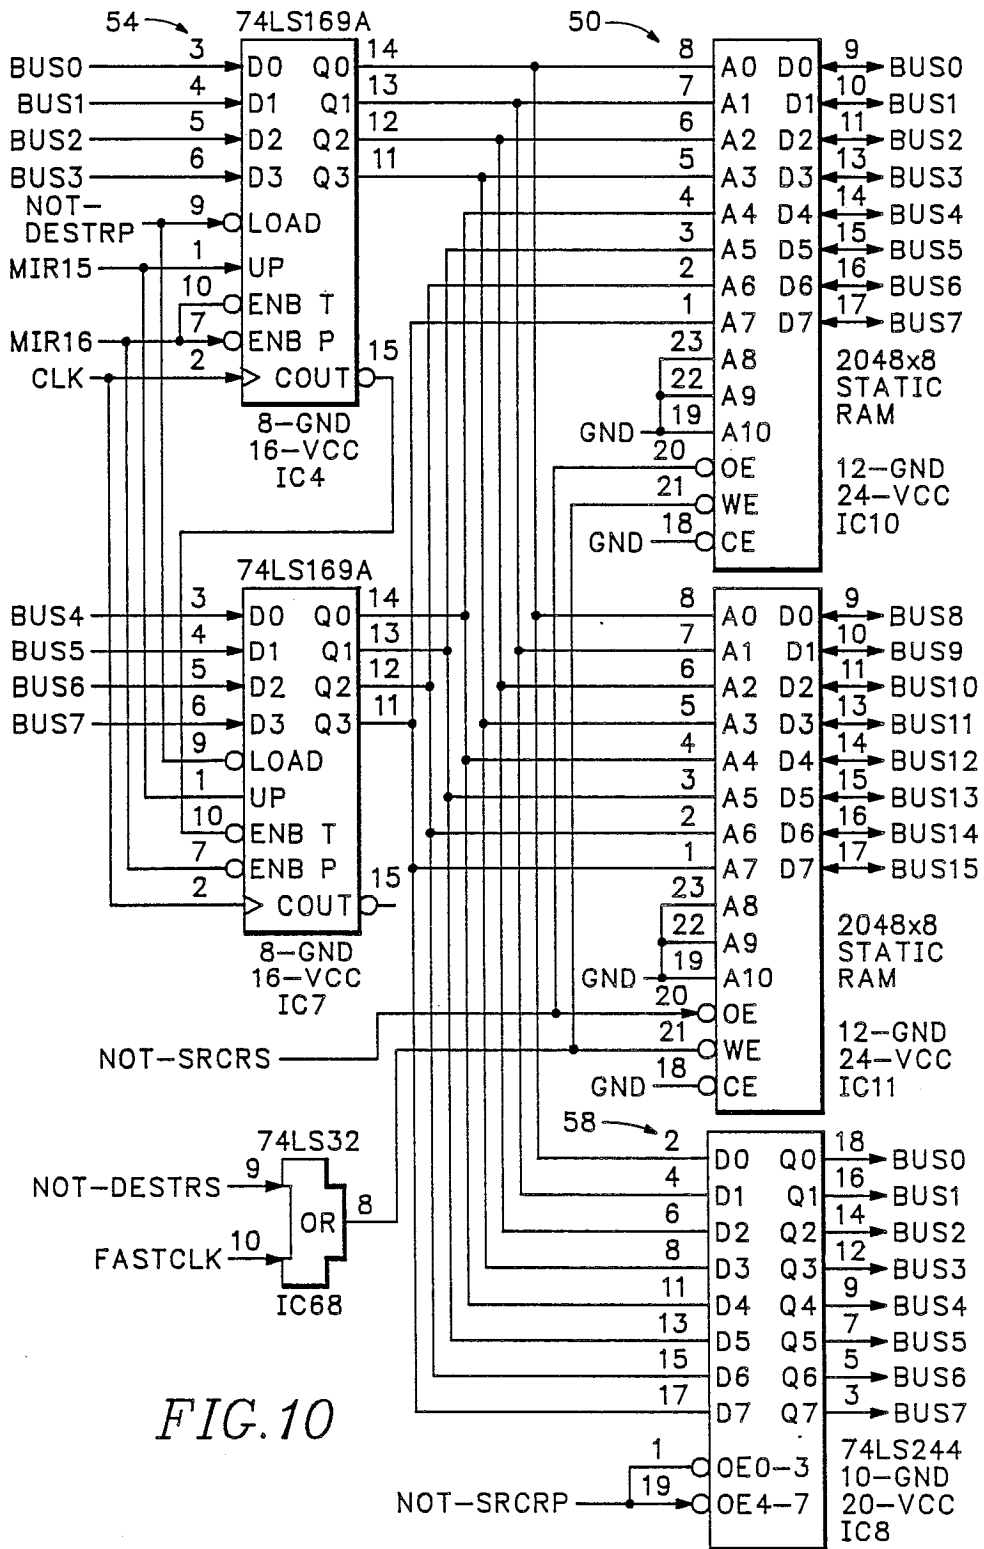 54
74LS169A
BUS0 3 D0 Q0 14
BUS1 4 D1 Q1 13
BUS2 5 D2 Q2 12
BUS3 6 D3 Q3 11
NOT-DESTRP 9 LOAD
MIR15 1 UP
10 ENB T
MIR16 7 ENB P
CLK 2 COUT 15
8-GND
16-VCC
IC4
74LS169A
BUS4 3 D0 Q0 14
BUS5 4 D1 Q1 13
BUS6 5 D2 Q2 12
BUS7 6 D3 Q3 11
9 LOAD
1 UP
10 ENB T
7 ENB P
2 COUT 15
8-GND
16-VCC
IC7
NOT-SRCRS
74LS32
NOT-DESTRS 9
OR 8
FASTCLK 10
IC68
50
8 A0 D0 9 BUS0
7 A1 D1 10 BUS1
6 A2 D2 11 BUS2
5 A3 D3 13 BUS3
4 A4 D4 14 BUS4
3 A5 D5 15 BUS5
2 A6 D6 16 BUS6
1 A7 D7 17 BUS7
23 A8
22 A9
GND 19 A10
20 OE
21 WE
GND 18 CE
2048x8
STATIC
RAM
12-GND
24-VCC
IC10
8 A0 D0 9 BUS8
7 A1 D1 10 BUS9
6 A2 D2 11 BUS10
5 A3 D3 13 BUS11
4 A4 D4 14 BUS12
3 A5 D5 15 BUS13
2 A6 D6 16 BUS14
1 A7 D7 17 BUS15
23 A8
22 A9
GND 19 A10
20 OE
21 WE
GND 18 CE
2048x8
STATIC
RAM
12-GND
24-VCC
IC11
58
2 D0 Q0 18 BUS0
4 D1 Q1 16 BUS1
6 D2 Q2 14 BUS2
8 D3 Q3 12 BUS3
11 D4 Q4 9 BUS4
13 D5 Q5 7 BUS5
15 D6 Q6 5 BUS6
17 D7 Q7 3 BUS7
1 OE0-3
NOT-SRCRP 19 OE4-7
74LS244
10-GND
20-VCC
IC8
FIG.10